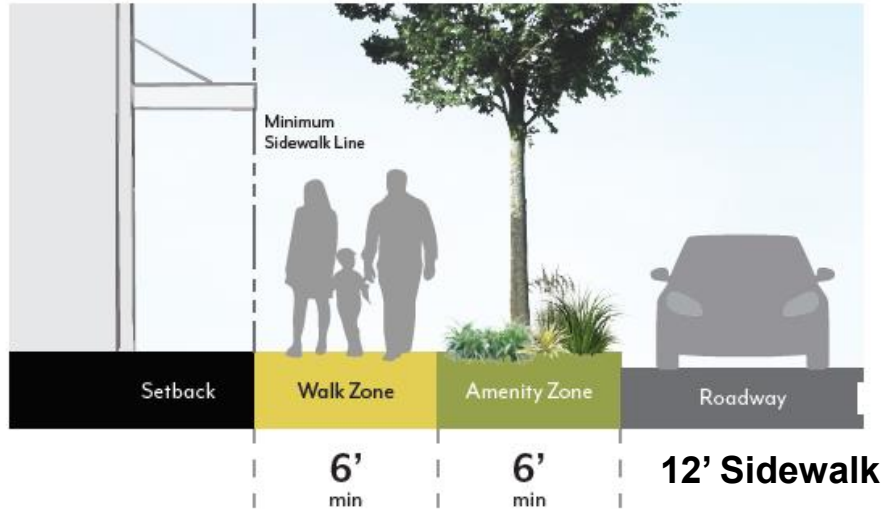 Minimum
Sidewalk Line
Setback
Walk Zone
Amenity Zone
Roadway
6’
min
6’
min
12’ Sidewalk